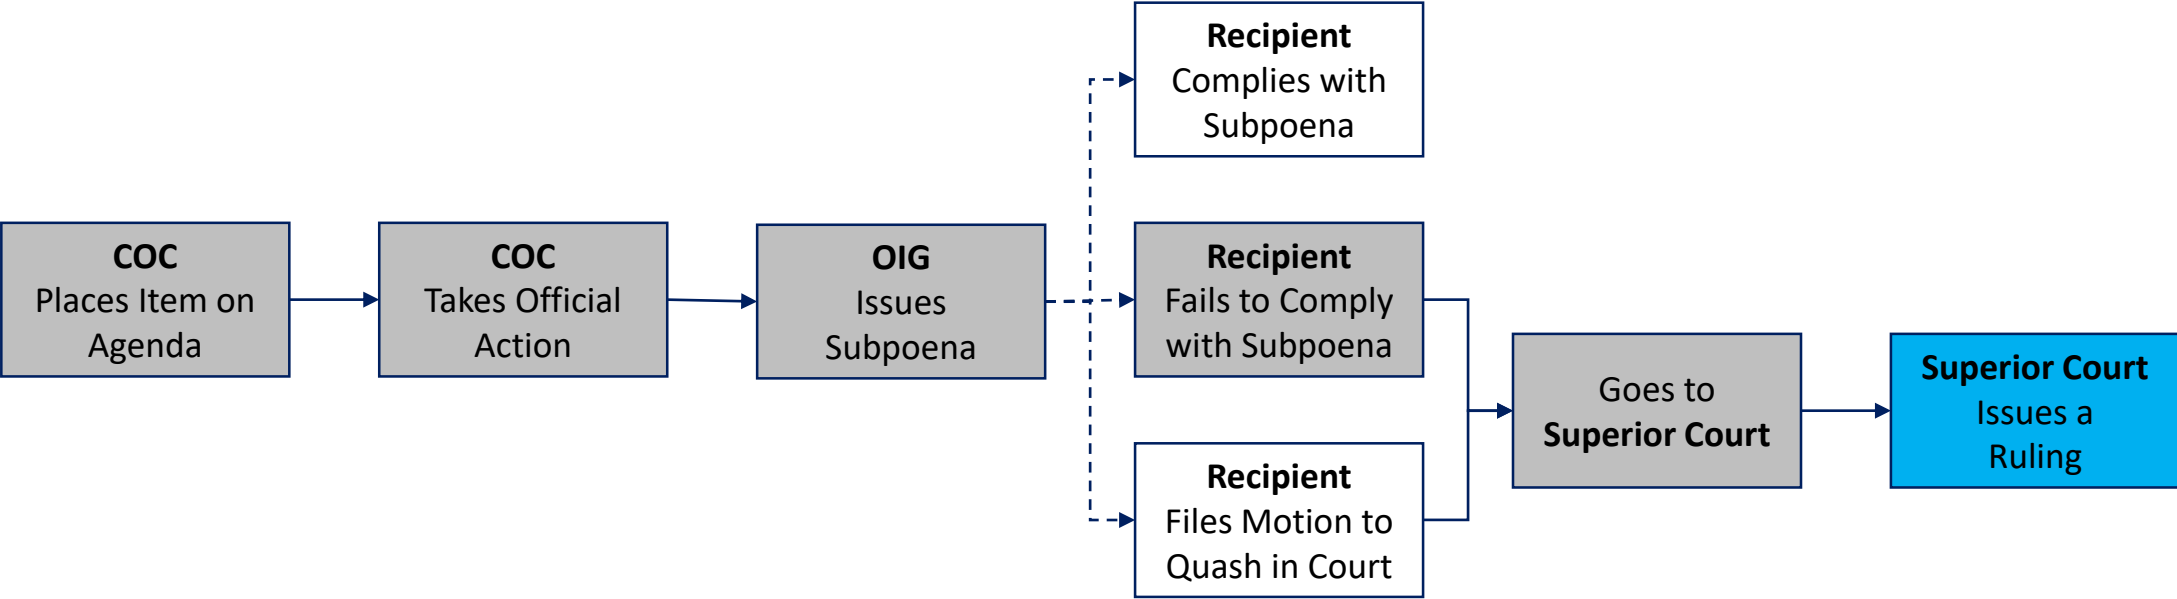 COC
Places Item on
Agenda
COC
Takes Official
Action
OIG
Issues
Subpoena
Recipient
Complies with
Subpoena
Recipient
Fails to Comply
with Subpoena
Recipient
Files Motion to
Quash in Court
Goes to
Superior Court
Superior Court
Issues a
Ruling